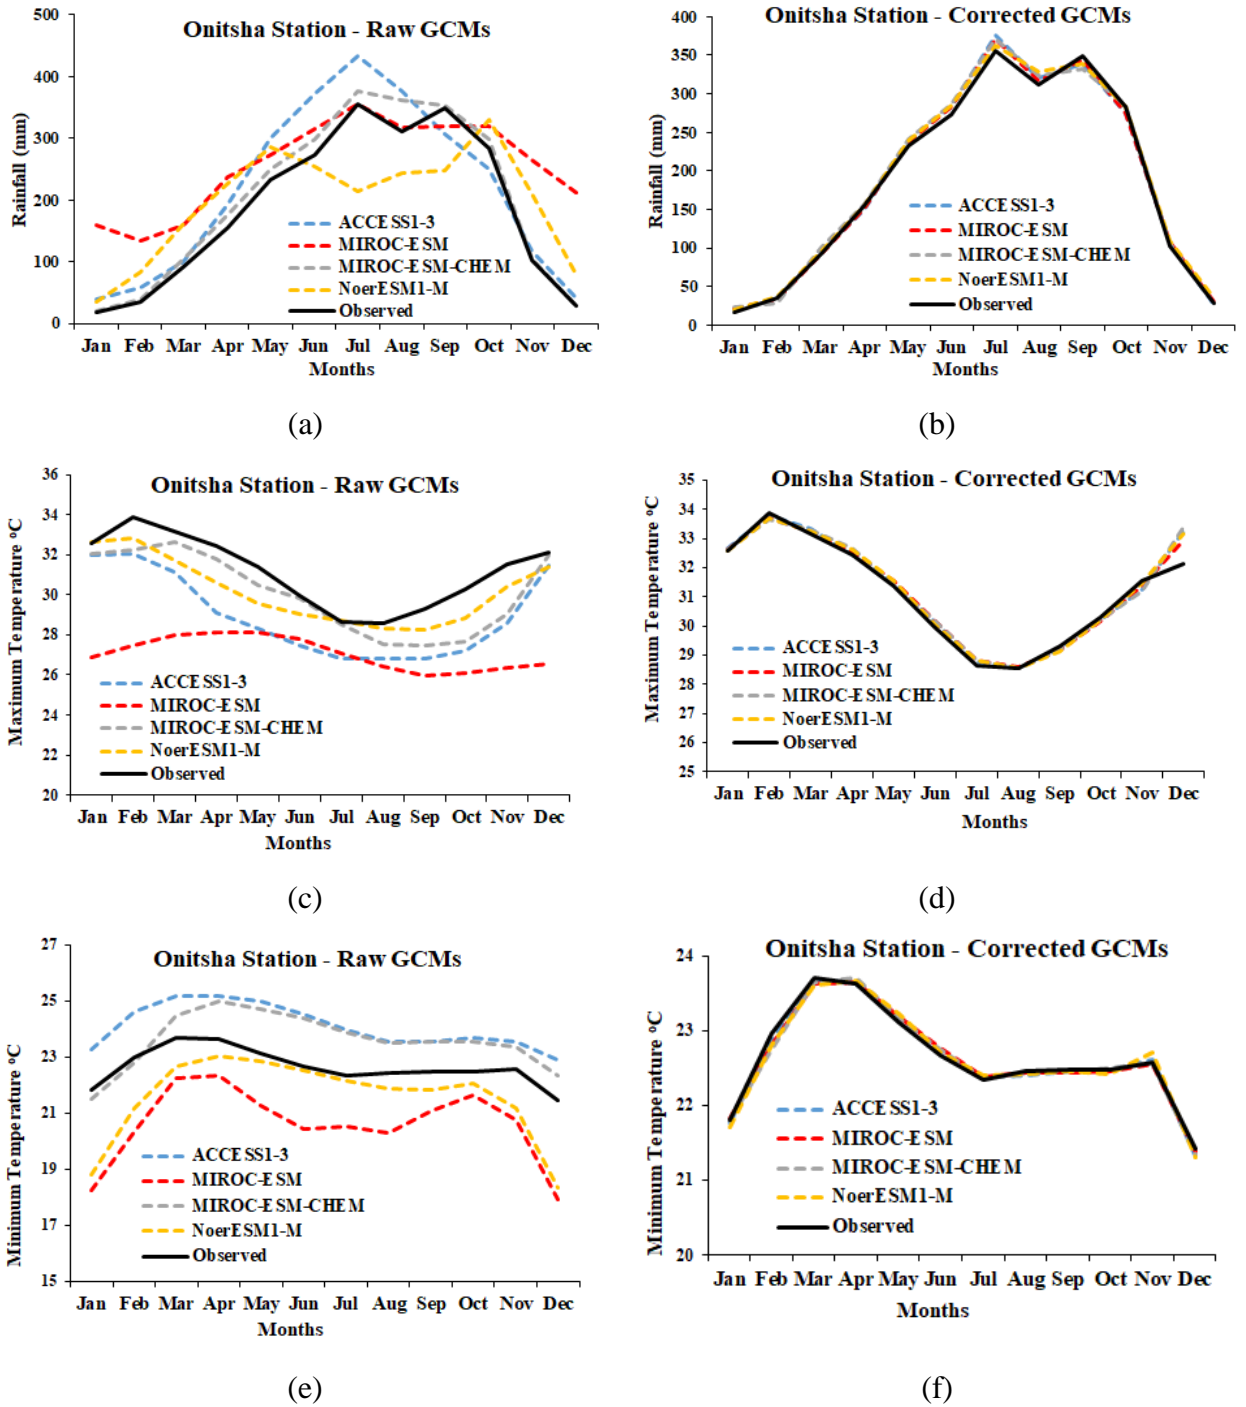 Onitsha Station - Raw GCMs
Rainfall (mm)
500
400
300
200
100
0
ACCESS1-3
MIROC-ESM
MIROC-ESM-CHEM
NoerESM1-M
Observed
Jan Feb Mar Apr May Jun Jul Aug Sep Oct Nov Dec
Months
(a)
Onitsha Station - Corrected GCMs
Rainfall (mm)
400
350
300
250
200
150
100
50
0
ACCESS1-3
MIROC-ESM
MIROC-ESM-CHEM
NoerESM1-M
Observed
Jan Feb Mar Apr May Jun Jul Aug Sep Oct Nov Dec
Months
(b)
Onitsha Station - Raw GCMs
Maximum Temperature ºC
36
34
32
30
28
26
24
22
20
ACCESS1-3
MIROC-ESM
MIROC-ESM-CHEM
NoerESM1-M
Observed
Jan Feb Mar Apr May Jun Jul Aug Sep Oct Nov Dec
Months
(c)
Onitsha Station - Corrected GCMs
Maximum Temperature ºC
35
34
33
32
31
30
29
28
27
26
25
ACCESS1-3
MIROC-ESM
MIROC-ESM-CHEM
NoerESM1-M
Observed
Jan Feb Mar Apr May Jun Jul Aug Sep Oct Nov Dec
Months
(d)
Onitsha Station - Raw GCMs
Minimum Temperature ºC
27
25
23
21
19
17
15
ACCESS1-3
MIROC-ESM
MIROC-ESM-CHEM
NoerESM1-M
Observed
Jan Feb Mar Apr May Jun Jul Aug Sep Oct Nov Dec
Months
(e)
Onitsha Station - Corrected GCMs
Minimum Temperature ºC
24
23
22
21
20
ACCESS1-3
MIROC-ESM
MIROC-ESM-CHEM
NoerESM1-M
Observed
Jan Feb Mar Apr May Jun Jul Aug Sep Oct Nov Dec
Months
(f)